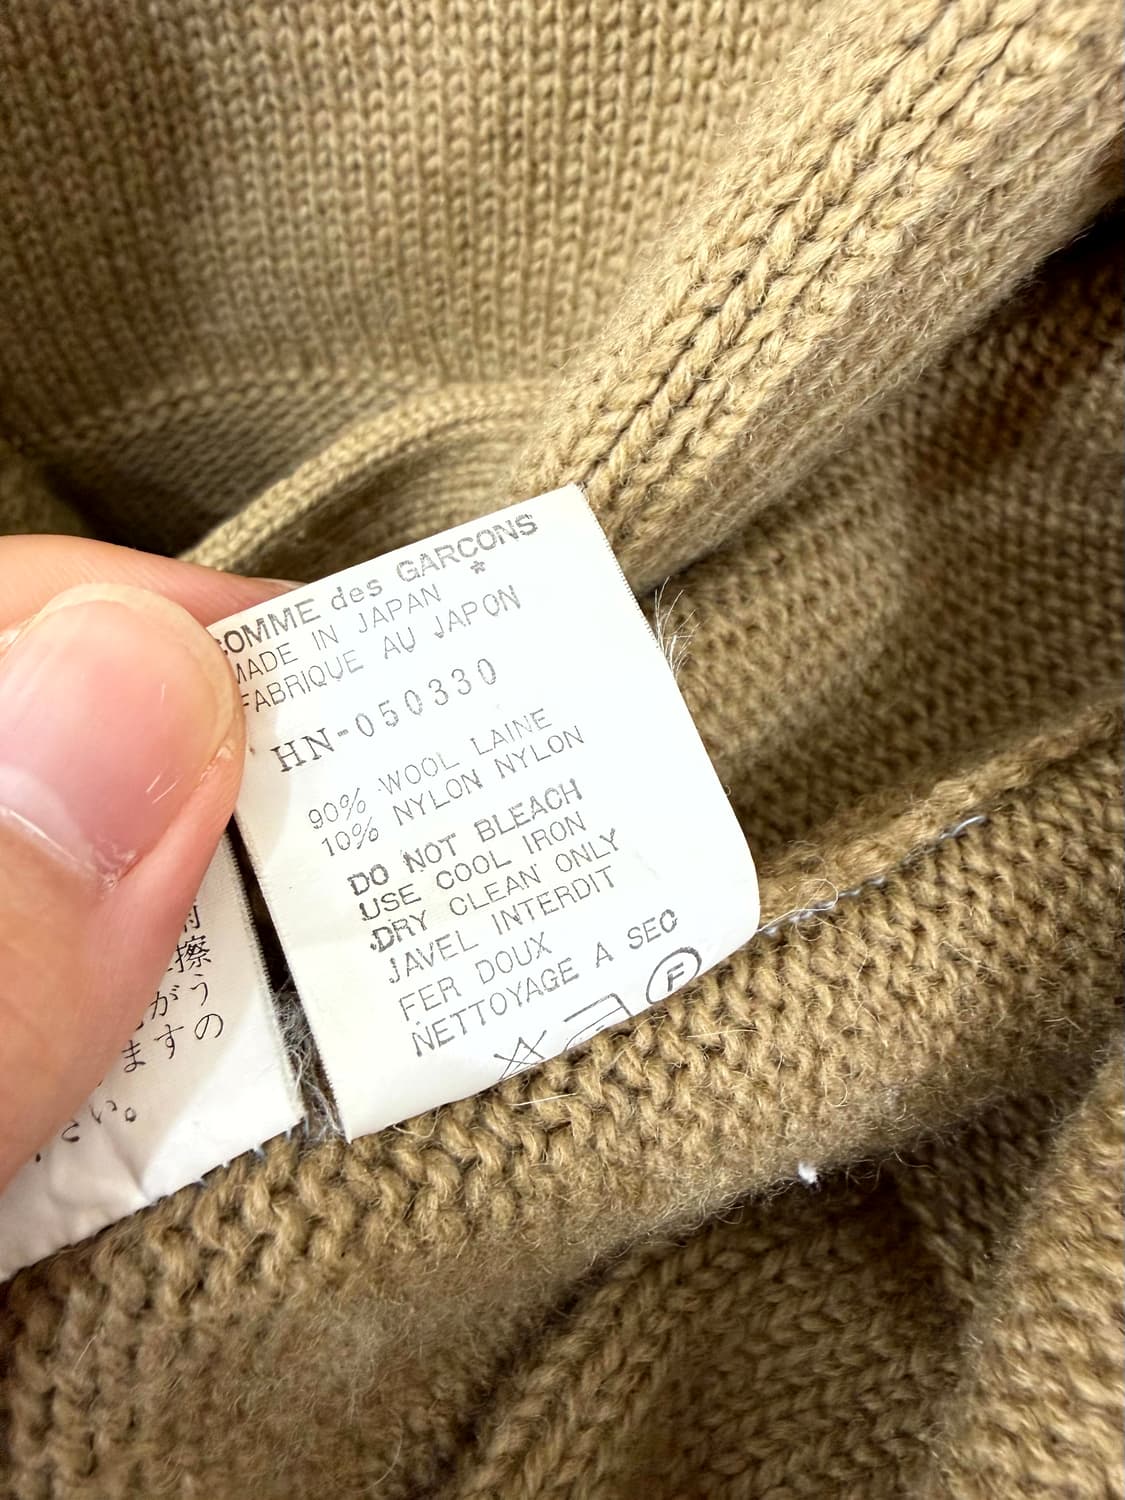 COMME des GARCONS
*
MADE IN JAPAN
FABRIQUE AU JAPON
HN-050330
90% WOOL LAINE
10% NYLON NYLON
DO NOT BLEACH
USE COOL IRON
DRY CLEAN ONLY
JAVEL INTERDIT
FER DOUX
NETTOYAGE A SEC
F
擦
がう
ますの
さい。